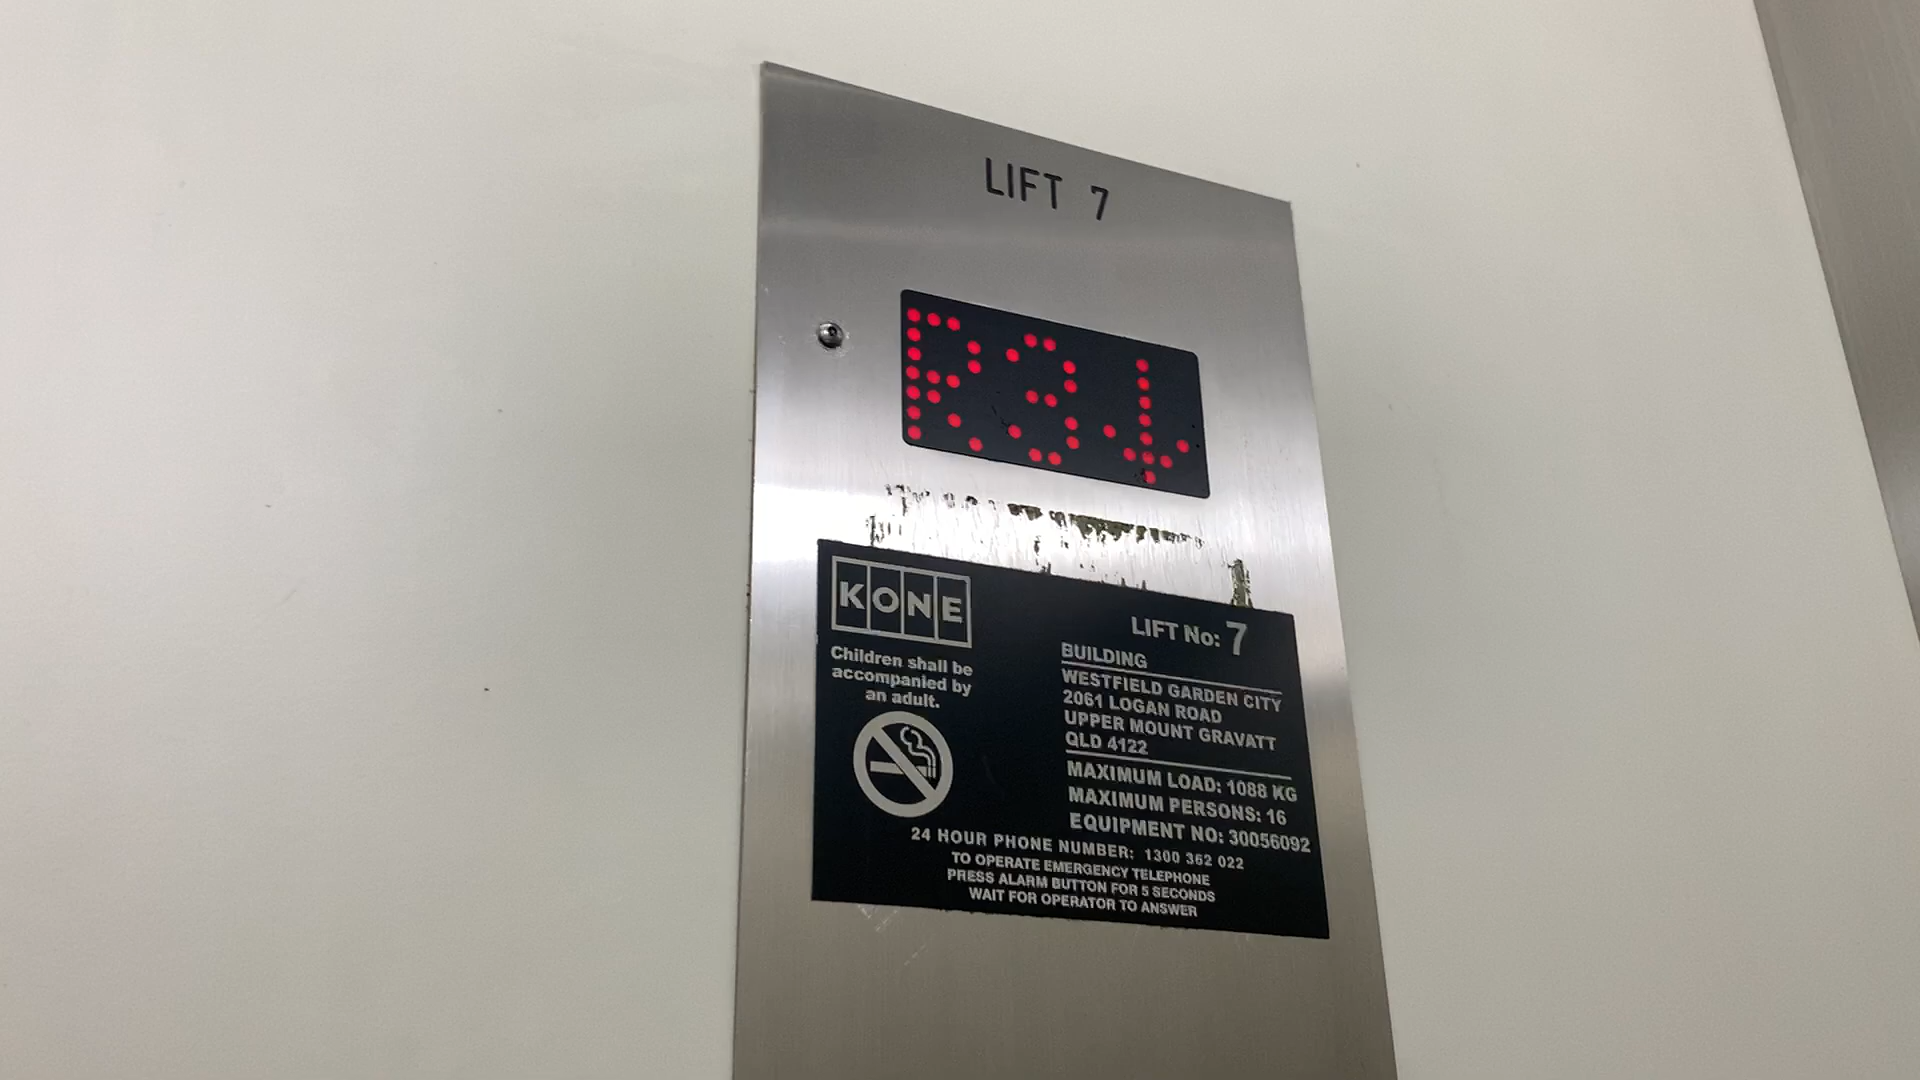 LIFT 7
R3↓
KONE
Children shall be
accompanied by
an adult.
LIFT No: 7
BUILDING
WESTFIELD GARDEN CITY
2061 LOGAN ROAD
UPPER MOUNT GRAVATT
QLD 4122
MAXIMUM LOAD: 1088 KG
MAXIMUM PERSONS: 16
EQUIPMENT NO: 30056092
24 HOUR PHONE NUMBER: 1300 362 022
TO OPERATE EMERGENCY TELEPHONE
PRESS ALARM BUTTON FOR 5 SECONDS
WAIT FOR OPERATOR TO ANSWER